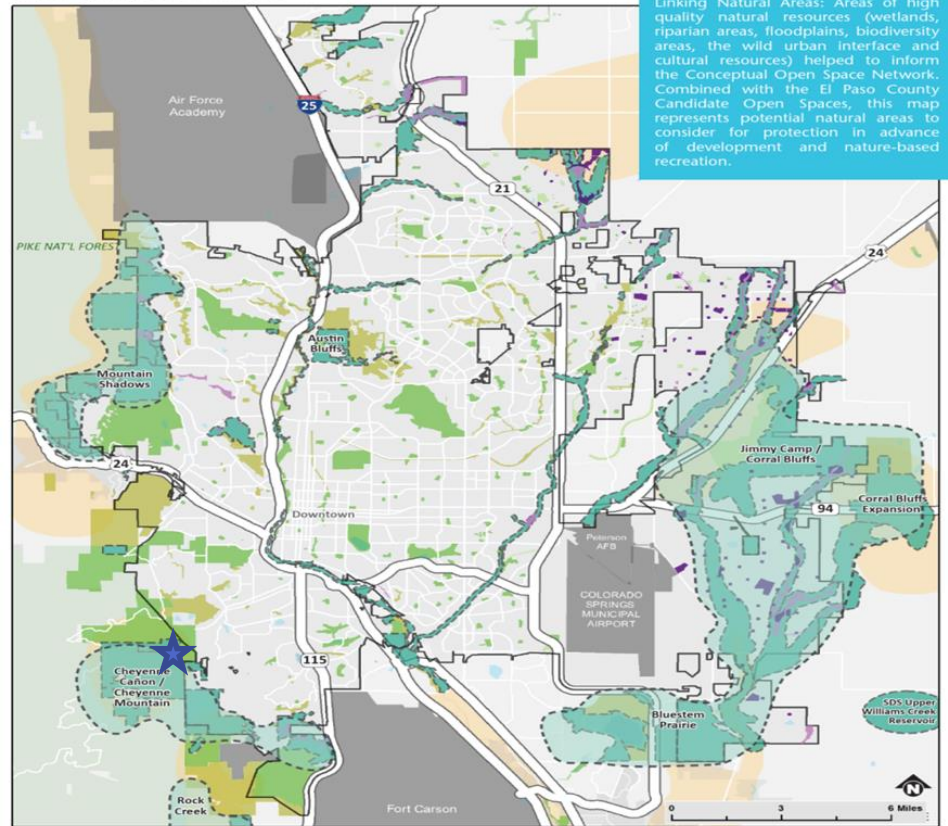 Linking Natural Areas: Areas of high
quality natural resources (wetlands,
riparian areas, floodplains, biodiversity
areas, the wild urban interface and
cultural resources) helped to inform
the Conceptual Open Space Network.
Combined with the El Paso County
Candidate Open Spaces, this map
represents potential natural areas to
consider for protection in advance
of development and nature-based
recreation.
Air Force
Academy
25
21
PIKE NAT'L FOREST
24
Austin
Bluffs
Mountain
Shadows
Jimmy Camp /
Corral Bluffs
24
Corral Bluffs
Expansion
94
Downtown
Peterson
AFB
COLORADO
SPRINGS
MUNICIPAL
AIRPORT
115
Cheyenne
Cañon /
Cheyenne
Mountain
SDS Upper
Williams Creek
Reservoir
Bluestem
Prairie
Rock
Creek
Fort Carson
N
0 3 6 Miles